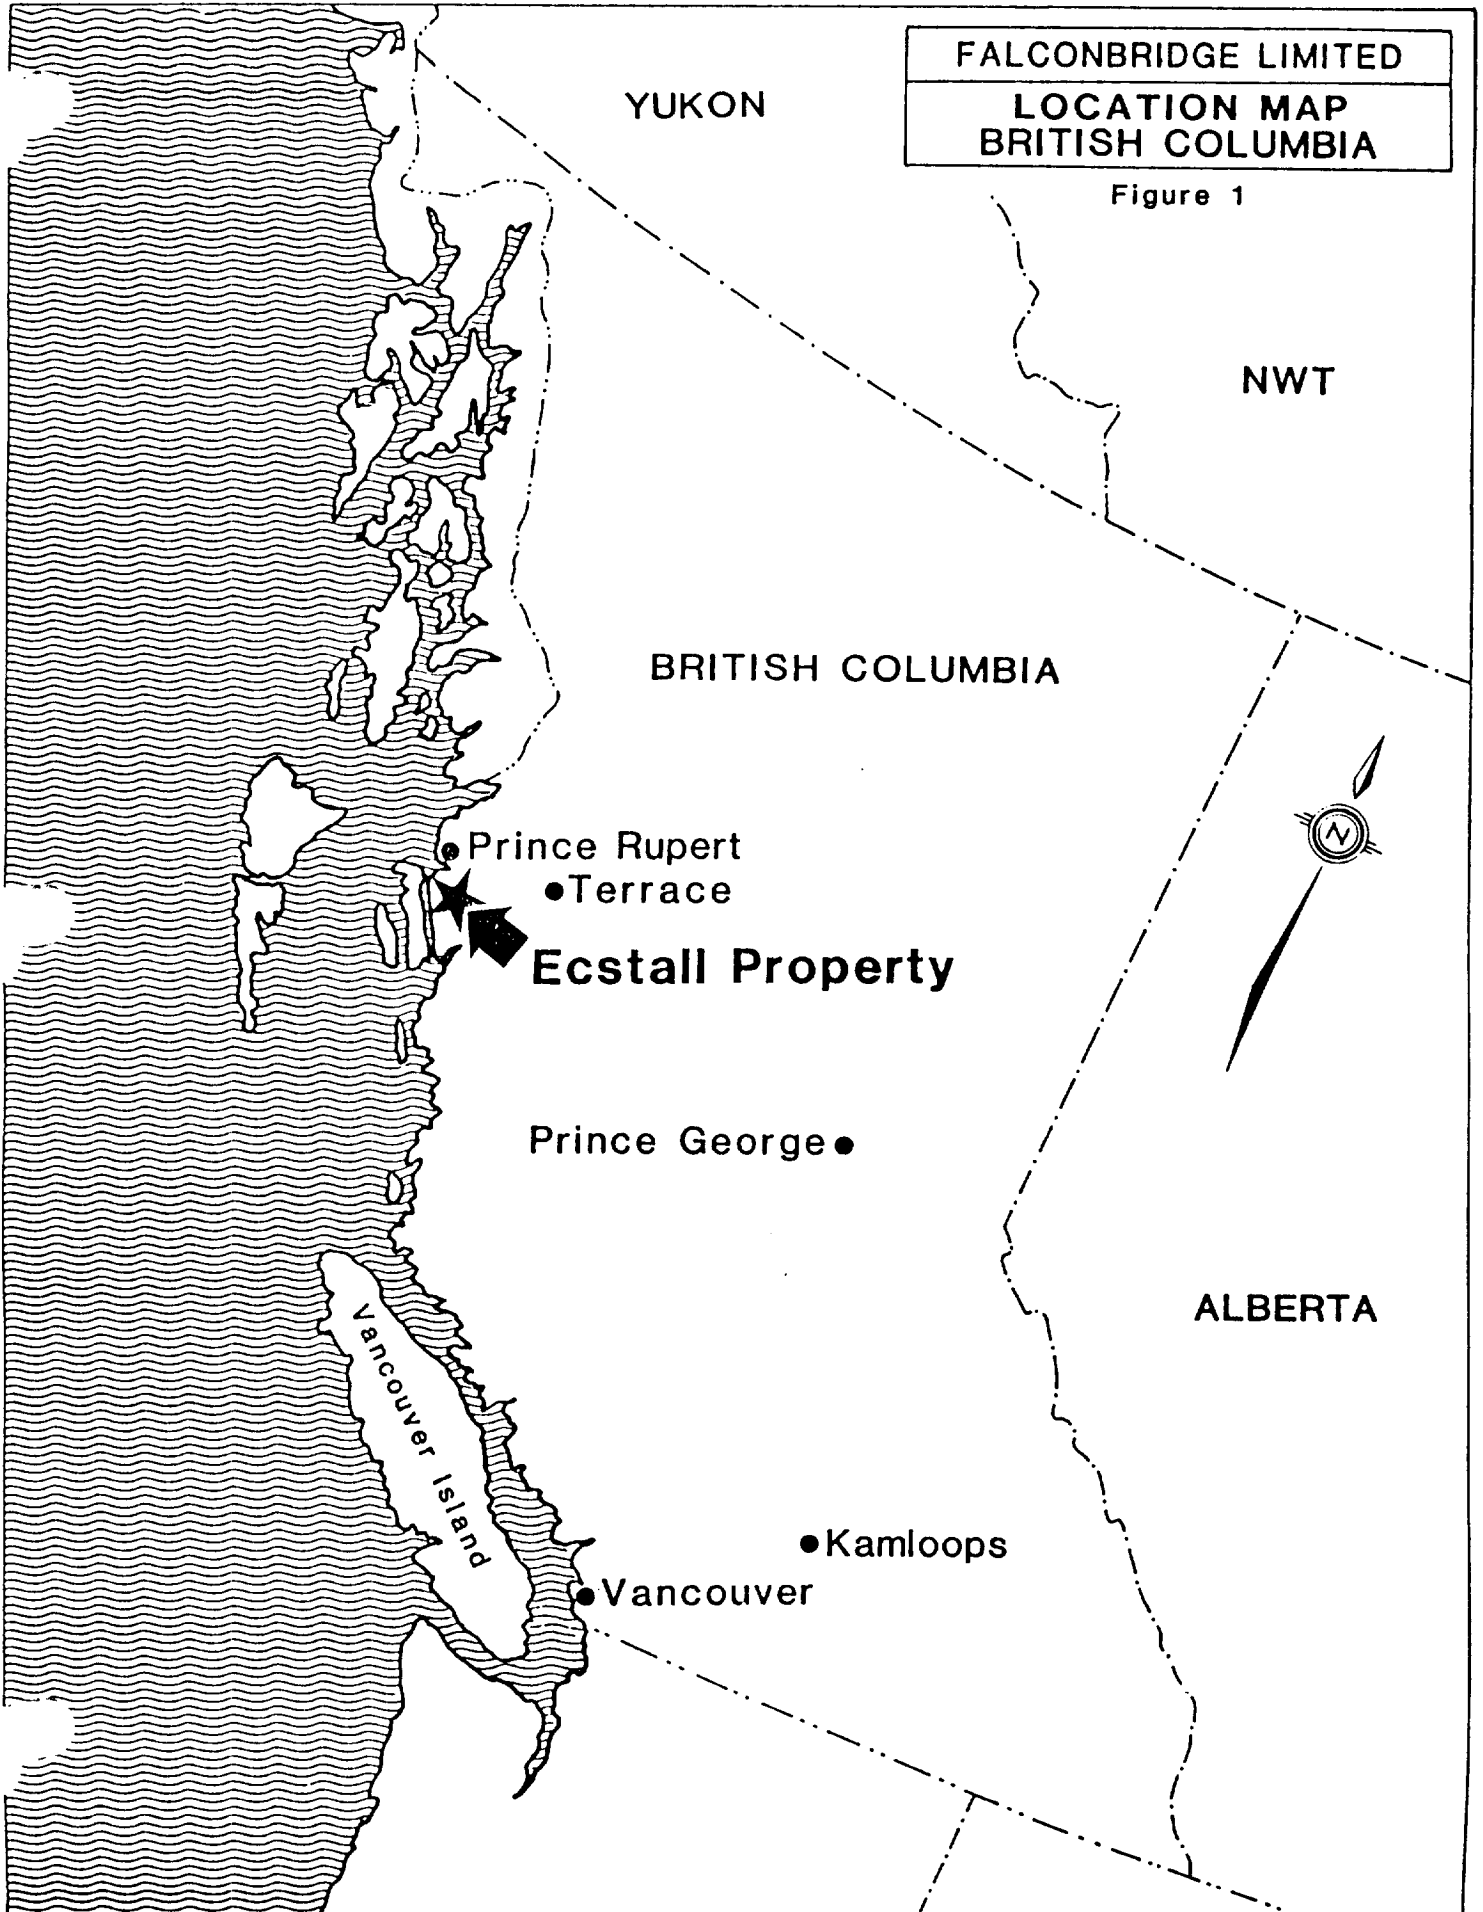 FALCONBRIDGE LIMITED
LOCATION MAP
BRITISH COLUMBIA
Figure 1
YUKON
NWT
BRITISH COLUMBIA
N
Prince Rupert
Terrace
Ecstall Property
Prince George
ALBERTA
Vancouver Island
Kamloops
Vancouver